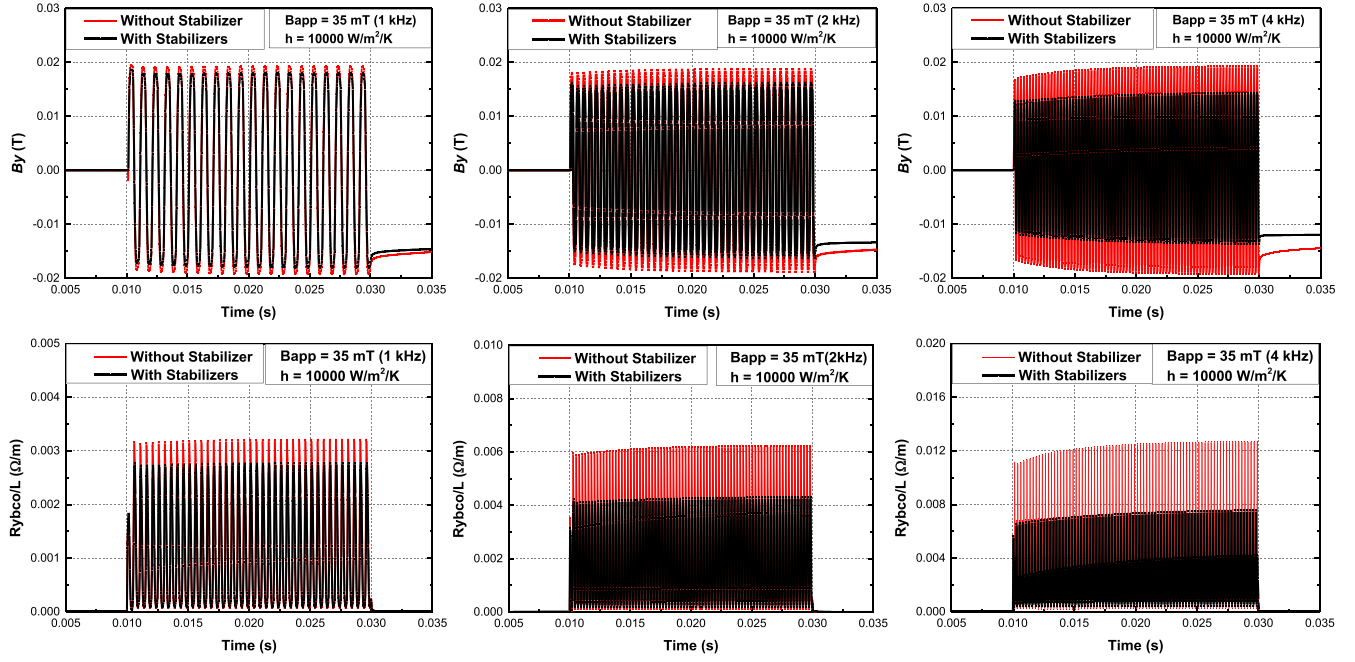 Without Stabilizer
With Stabilizers
Bapp = 35 mT (1 kHz)
h = 10000 W/m²/K
0.03
0.02
0.01
0.00
-0.01
-0.02
By (T)
0.005 0.010 0.015 0.020 0.025 0.030 0.035
Time (s)
Without Stabilizer
With Stabilizers
Bapp = 35 mT (2 kHz)
h = 10000 W/m²/K
0.03
0.02
0.01
0.00
-0.01
-0.02
By (T)
0.005 0.010 0.015 0.020 0.025 0.030 0.035
Time (s)
Without Stabilizer
With Stabilizers
Bapp = 35 mT (4 kHz)
h = 10000 W/m²/K
0.03
0.02
0.01
0.00
-0.01
-0.02
By (T)
0.005 0.010 0.015 0.020 0.025 0.030 0.035
Time (s)
Without Stabilizer
With Stabilizers
Bapp = 35 mT (1 kHz)
h = 10000 W/m²/K
0.005
0.004
0.003
0.002
0.001
0.000
Rybco/L (Ω/m)
0.005 0.010 0.015 0.020 0.025 0.030 0.035
Time (s)
Without Stabilizer
With Stabilizers
Bapp = 35 mT(2kHz)
h = 10000 W/m²/K
0.010
0.008
0.006
0.004
0.002
0.000
Rybco/L (Ω/m)
0.005 0.010 0.015 0.020 0.025 0.030 0.035
Time (s)
Without Stabilizer
With Stabilizers
Bapp = 35 mT (4 kHz)
h = 10000 W/m²/K
0.020
0.016
0.012
0.008
0.004
0.000
Rybco/L (Ω/m)
0.005 0.010 0.015 0.020 0.025 0.030 0.035
Time (s)